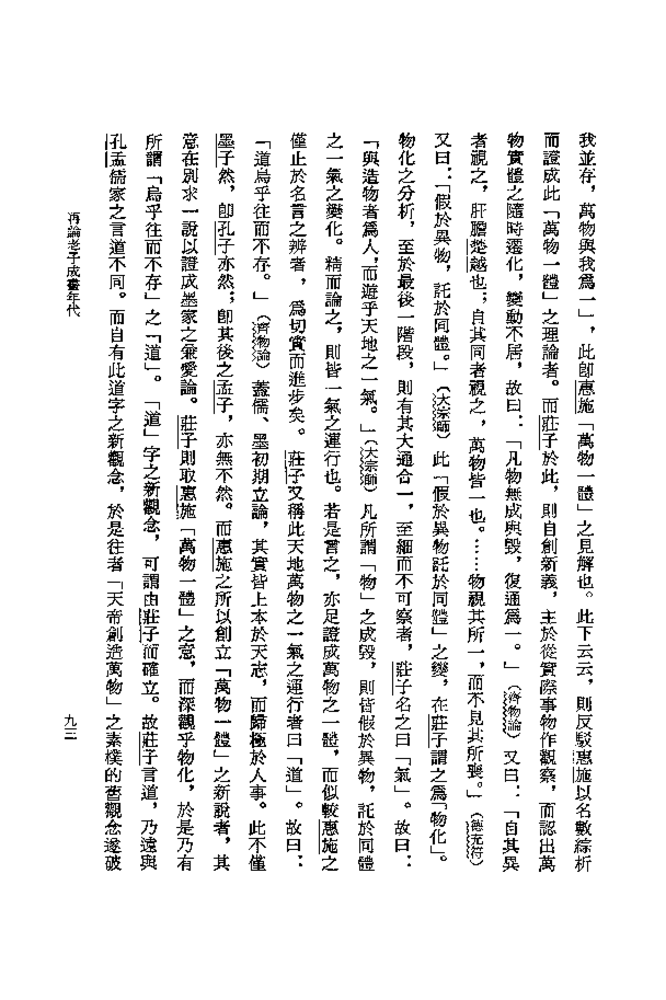 我並存，萬物與我爲一」，此卽惠施「萬物一體」之見解也。此下云云，則反駁惠施以名數綜析
而證成此「萬物一體」之理論者。而莊子於此，則自創新義，主於從實際事物作觀察，而認出萬
物實體之隨時遷化，變動不居，故曰：「凡物無成與毀，復通爲一。」（齊物論）又曰：「自其異
者視之，肝膽楚越也；自其同者視之，萬物皆一也。……物視其所一，而不見其所喪。」（德充符）
又曰：「假於異物，託於同體。」（大宗師）此「假於異物託於同體」之變，在莊子謂之爲「物化」。
物化之分析，至於最後一階段，則有其大通合一，至細而不可察者，莊子名之曰「氣」。故曰：
「與造物者爲人，而遊乎天地之一氣。」（大宗師）凡所謂「物」之成毀，則皆假於異物，託於同體
之一氣之變化。精而論之，則皆一氣之運行也。若是言之，亦足證成萬物之一體，而似較惠施之
僅止於名言之辨者，爲切實而進步矣。莊子又稱此天地萬物之一氣之運行者曰「道」。故曰：
「道烏乎往而不存。」（齊物論）蓋儒、墨初期立論，其實皆上本於天志，而歸極於人事。此不僅
墨子然，卽孔子亦然；卽其後之孟子，亦無不然。而惠施之所以創立「萬物一體」之新說者，其
意在別求一說以證成墨家之兼愛論。莊子則取惠施「萬物一體」之意，而深觀乎物化，於是乃有
所謂「烏乎往而不存」之「道」。「道」字之新觀念，可謂由莊子而確立。故莊子言道，乃遠與
孔孟儒家之言道不同。而自有此道字之新觀念，於是往者「天帝創造萬物」之素樸的舊觀念遂破
再論老子成書年代
九三